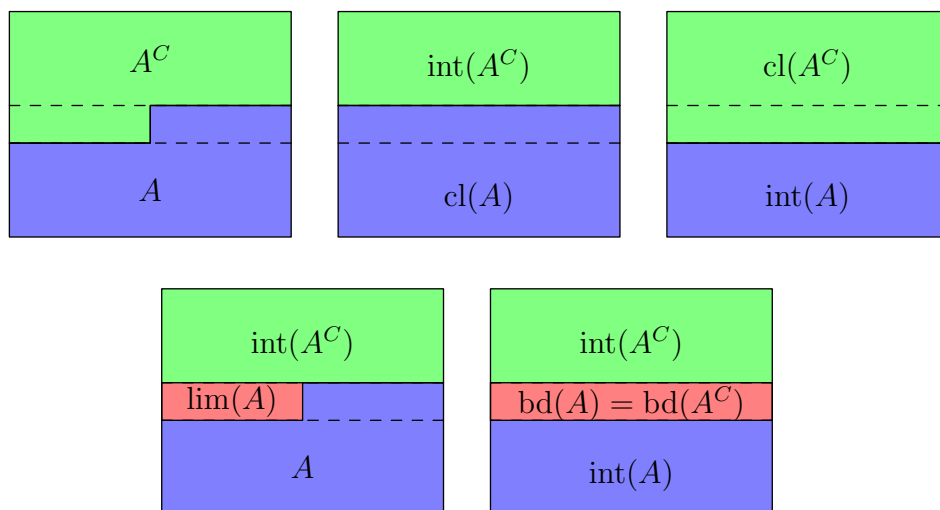 A^C
A
int(A^C)
cl(A)
cl(A^C)
int(A)
int(A^C)
lim(A)
A
int(A^C)
bd(A) = bd(A^C)
int(A)